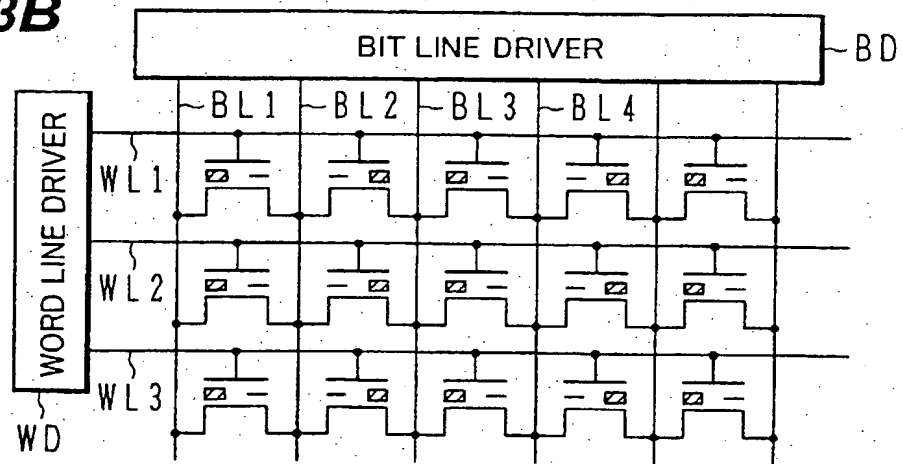 3B
BIT LINE DRIVER
BD
BL1 BL2 BL3 BL4
WORD LINE DRIVER
WL1
WL2
WL3
WD